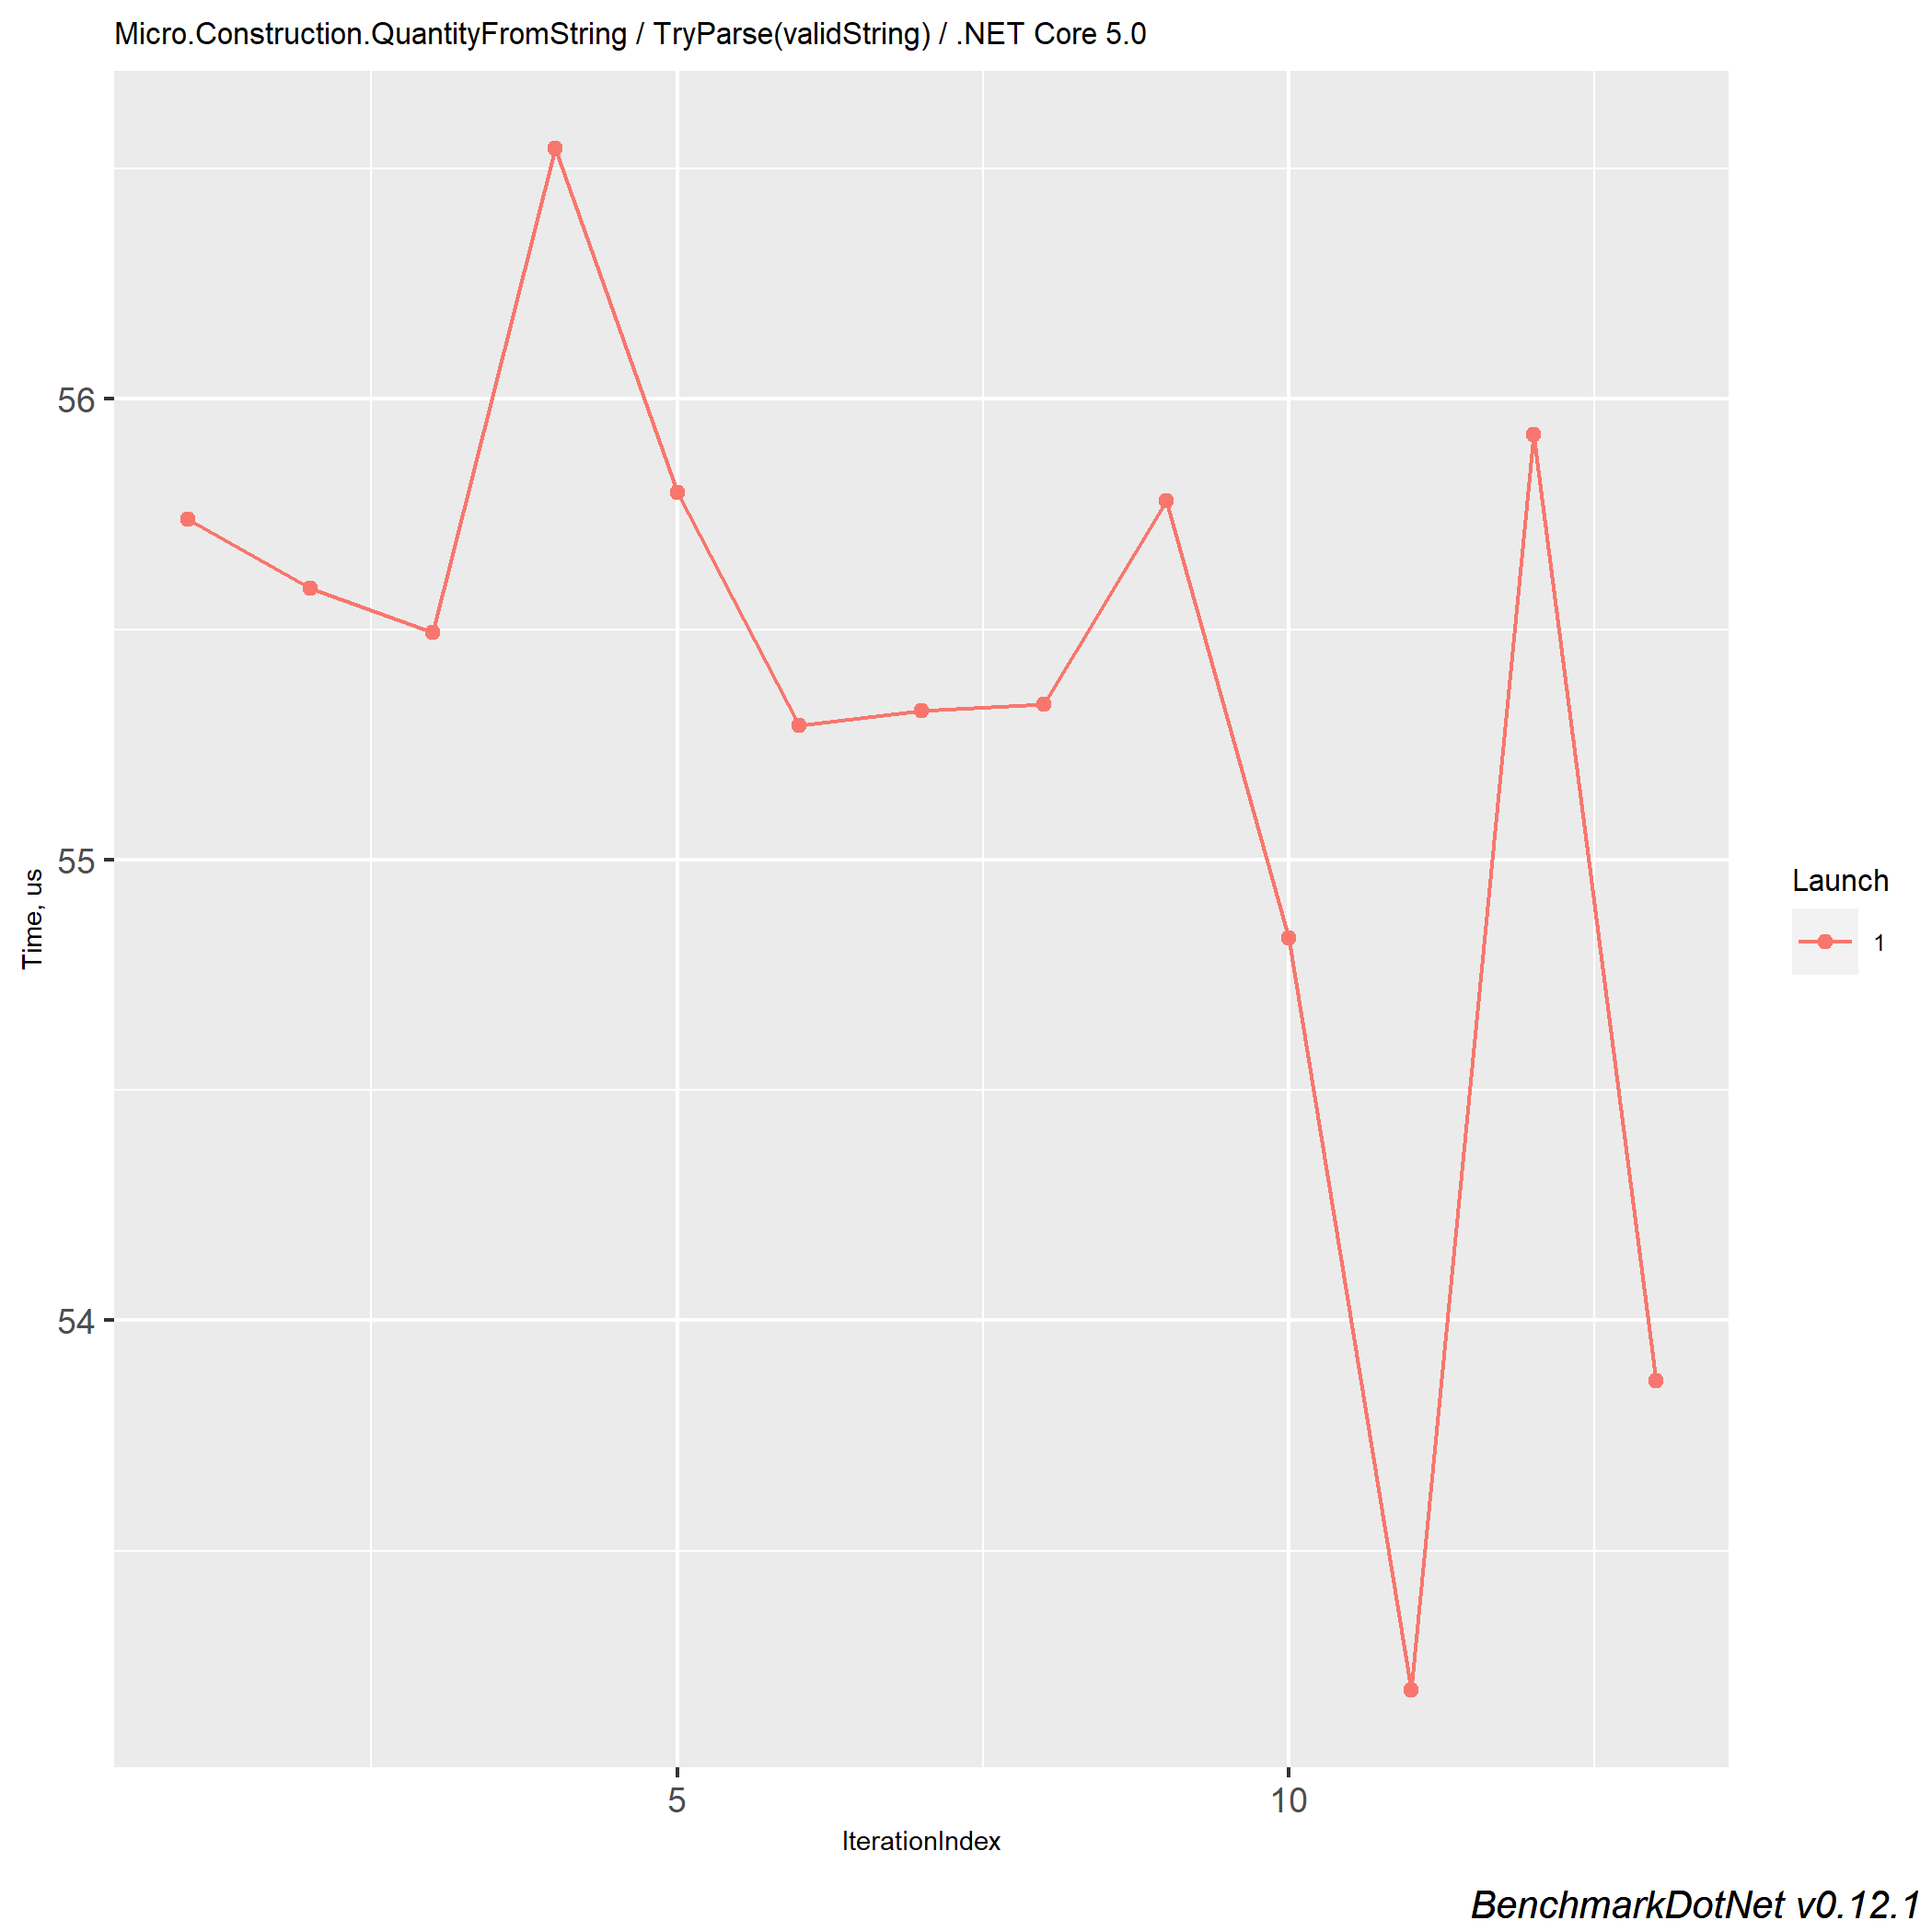 Micro.Construction.QuantityFromString / TryParse(validString) / .NET Core 5.0
56
55
54
Time, us
5 10
IterationIndex
Launch
1
BenchmarkDotNet v0.12.1